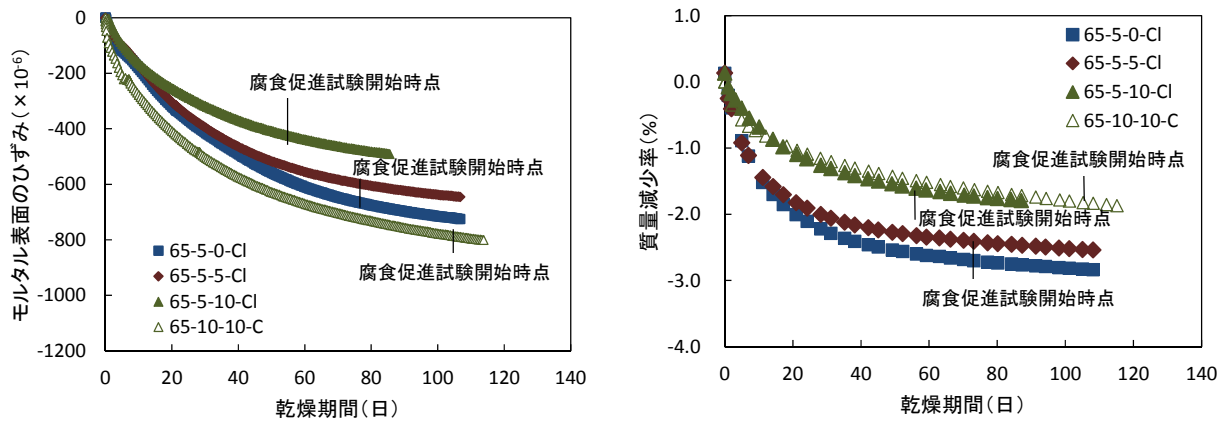 モルタル表面のひずみ(×10⁻⁶)
0
-200
-400
-600
-800
-1000
-1200
腐食促進試験開始時点
腐食促進試験開始時点
腐食促進試験開始時点
65-5-0-Cl
65-5-5-Cl
65-5-10-Cl
65-10-10-C
0 20 40 60 80 100 120 140
乾燥期間(日)
質量減少率(%)
1.0
0.0
-1.0
-2.0
-3.0
-4.0
65-5-0-Cl
65-5-5-Cl
65-5-10-Cl
65-10-10-C
腐食促進試験開始時点
腐食促進試験開始時点
腐食促進試験開始時点
0 20 40 60 80 100 120 140
乾燥期間(日)